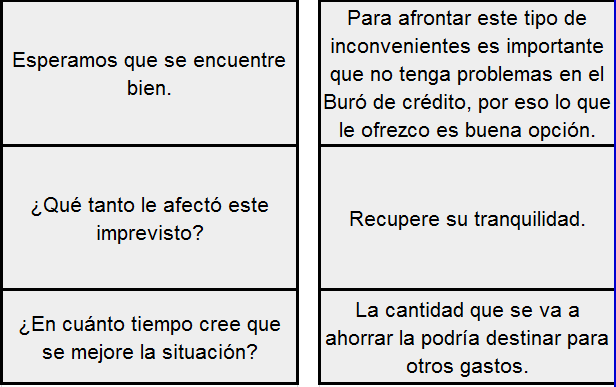 Esperamos que se encuentre
bien.
¿Qué tanto le afectó este
imprevisto?
¿En cuánto tiempo cree que
se mejore la situación?
Para afrontar este tipo de
inconvenientes es importante
que no tenga problemas en el
Buró de crédito, por eso lo que
le ofrezco es buena opción.
Recupere su tranquilidad.
La cantidad que se va a
ahorrar la podría destinar para
otros gastos.